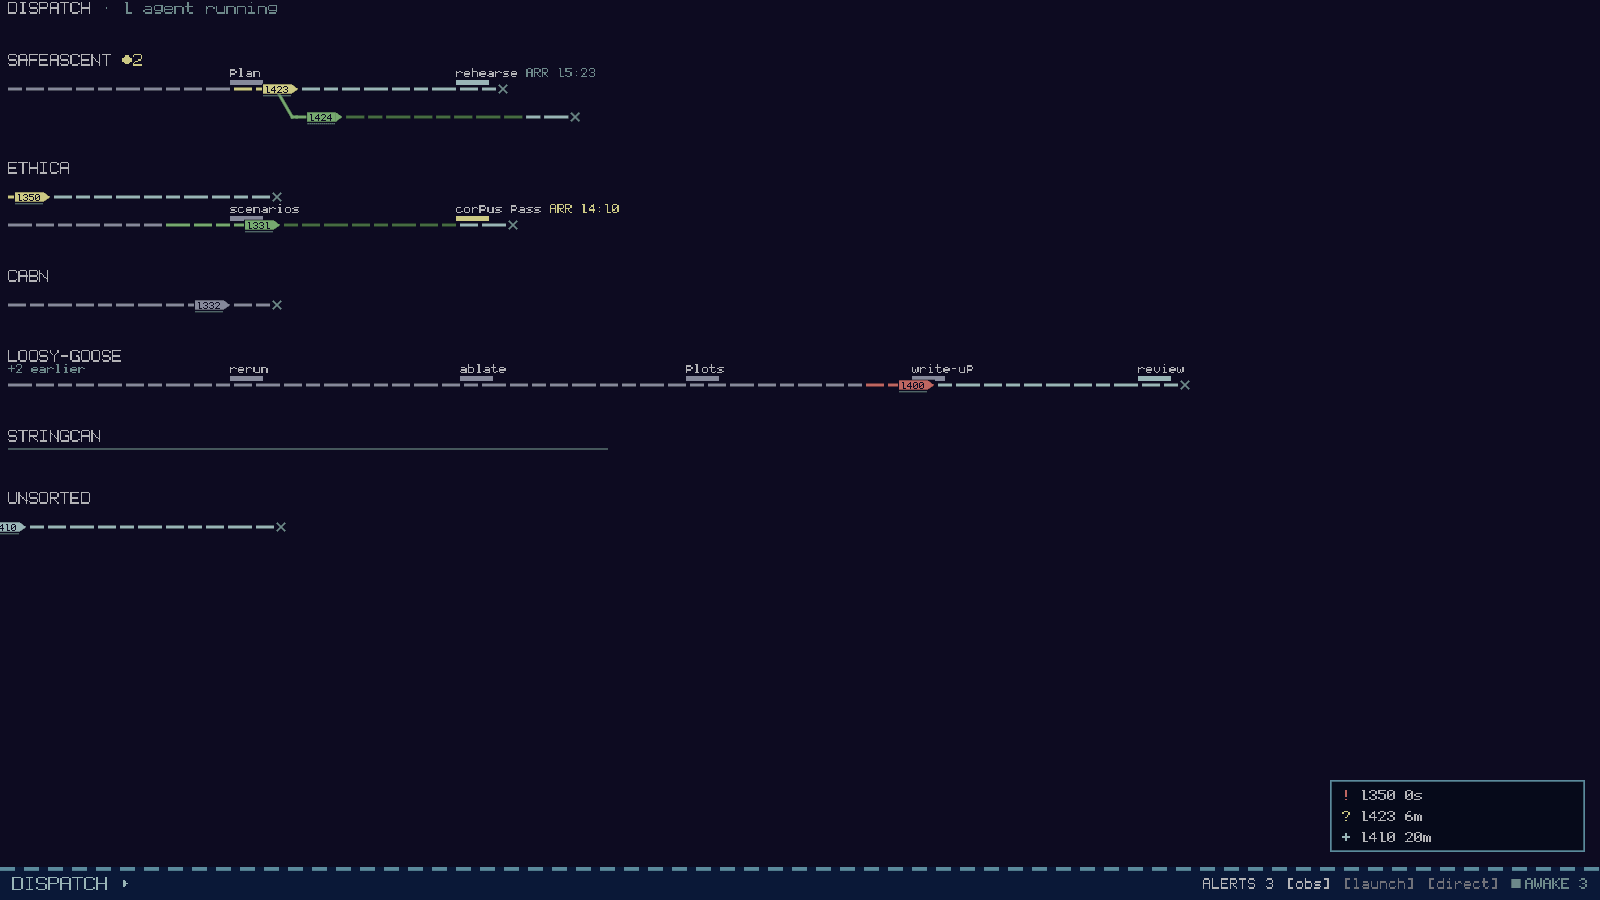 DISPATCH · 1 agent running
SAFEASCENT ◆2
Plan
rehearse ARR 15:23
1423
1424
ETHICA
1350
scenarios
corPus Pass ARR 14:10
1331
CABN
1332
LOOSY-GOOSE
+2 earlier
rerun
ablate
Plots
write-uP
review
1400
STRINGCAN
UNSORTED
410
! 1350 0s
? 1423 6m
+ 1410 20m
DISPATCH
ALERTS 3 [obs] [launch] [direct] ■AWAKE 3